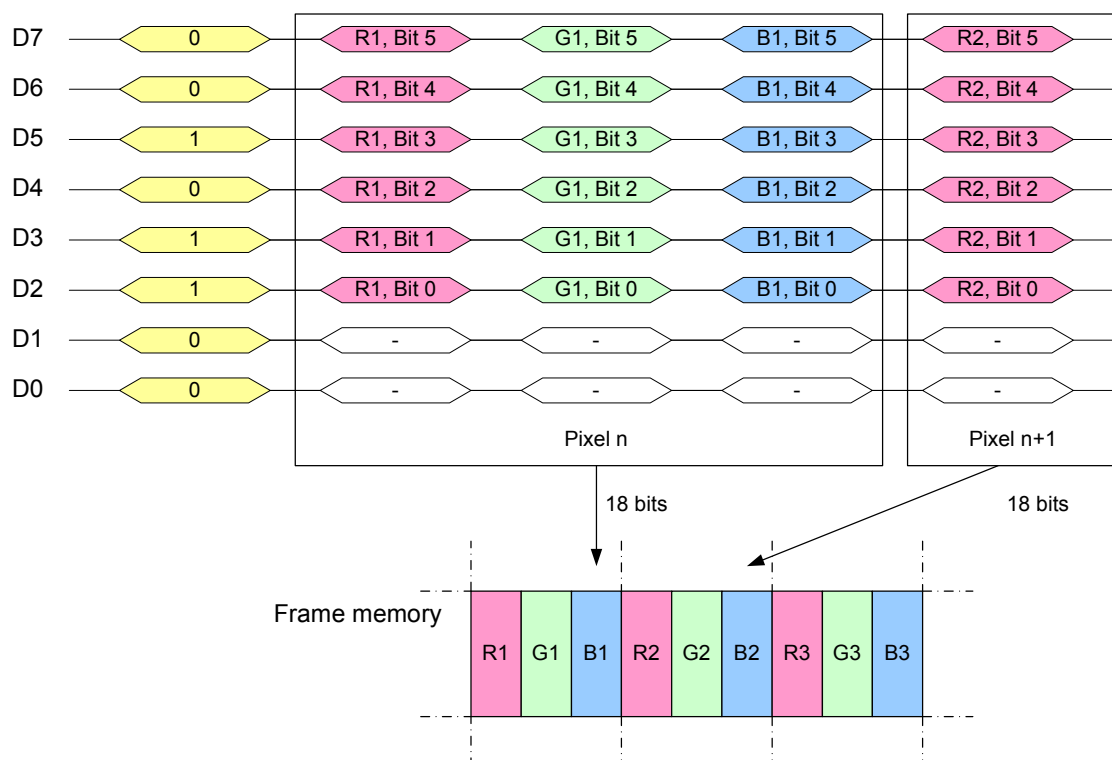 D7 0 R1, Bit 5 G1, Bit 5 B1, Bit 5 R2, Bit 5
D6 0 R1, Bit 4 G1, Bit 4 B1, Bit 4 R2, Bit 4
D5 1 R1, Bit 3 G1, Bit 3 B1, Bit 3 R2, Bit 3
D4 0 R1, Bit 2 G1, Bit 2 B1, Bit 2 R2, Bit 2
D3 1 R1, Bit 1 G1, Bit 1 B1, Bit 1 R2, Bit 1
D2 1 R1, Bit 0 G1, Bit 0 B1, Bit 0 R2, Bit 0
D1 0 - - - -
D0 0 - - - -
Pixel n Pixel n+1
18 bits 18 bits
Frame memory
R1 G1 B1 R2 G2 B2 R3 G3 B3